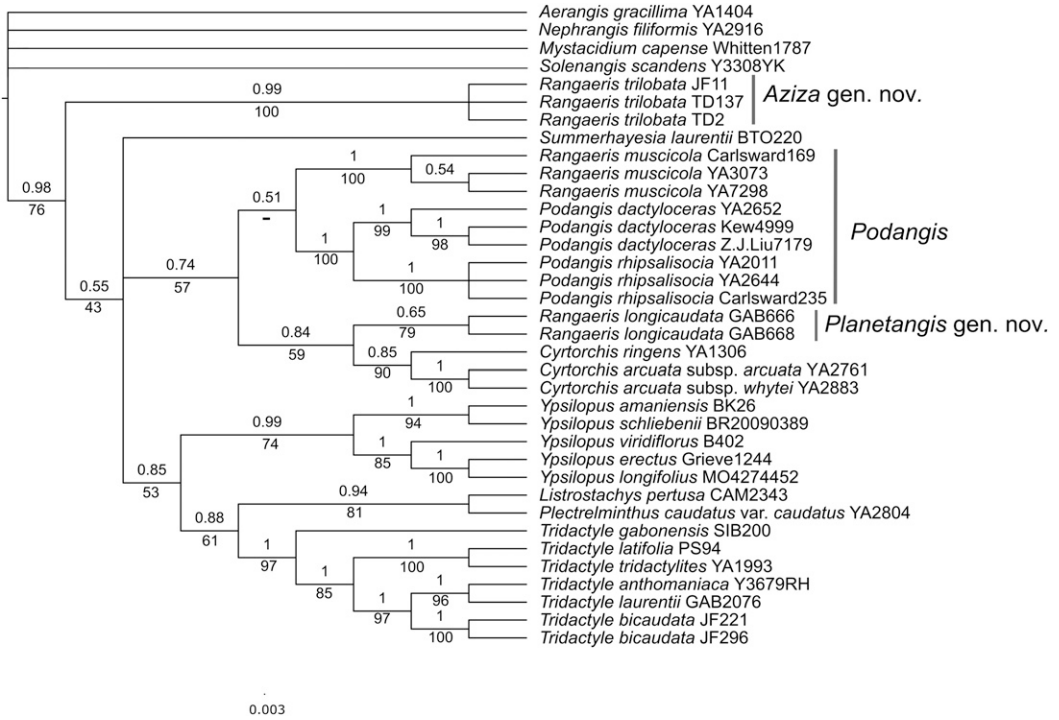 Aerangis gracillima YA1404
Nephrangis filiformis YA2916
Mystacidium capense Whitten1787
Solenangis scandens Y3308YK
0.99
100
Rangaeris trilobata JF11
Rangaeris trilobata TD137
Rangaeris trilobata TD2
Aziza gen. nov.
Summerhayesia laurentii BTO220
0.98
76
1
100
0.54
Rangaeris muscicola Carlsward169
Rangaeris muscicola YA3073
Rangaeris muscicola YA7298
0.51
-
1
99
1
98
Podangis dactyloceras YA2652
Podangis dactyloceras Kew4999
Podangis dactyloceras Z.J.Liu7179
1
100
1
100
Podangis rhipsalisocia YA2011
Podangis rhipsalisocia YA2644
Podangis rhipsalisocia Carlsward235
Podangis
0.74
57
0.55
43
0.65
79
Rangaeris longicaudata GAB666
Rangaeris longicaudata GAB668
Planetangis gen. nov.
0.84
59
0.85
90
1
100
Cyrtorchis ringens YA1306
Cyrtorchis arcuata subsp. arcuata YA2761
Cyrtorchis arcuata subsp. whytei YA2883
1
94
Ypsilopus amaniensis BK26
Ypsilopus schliebenii BR20090389
0.99
74
1
85
1
100
Ypsilopus viridiflorus B402
Ypsilopus erectus Grieve1244
Ypsilopus longifolius MO4274452
0.85
53
0.94
81
Listrostachys pertusa CAM2343
Plectrelminthus caudatus var. caudatus YA2804
0.88
61
1
97
Tridactyle gabonensis SIB200
1
100
Tridactyle latifolia PS94
Tridactyle tridactylites YA1993
1
85
1
96
Tridactyle anthomaniaca Y3679RH
Tridactyle laurentii GAB2076
1
97
1
100
Tridactyle bicaudata JF221
Tridactyle bicaudata JF296
0.003